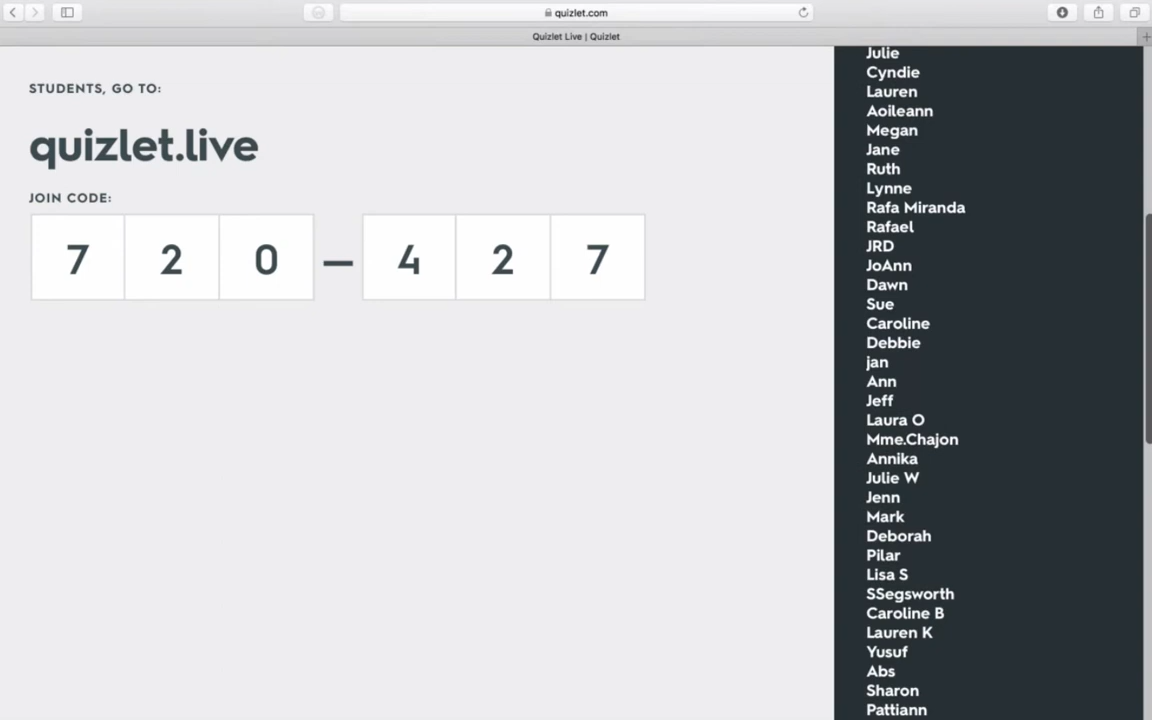 quizlet.com
Quizlet Live | Quizlet
STUDENTS, GO TO:
quizlet.live
JOIN CODE:
7 2 0 – 4 2 7
Julie
Cyndie
Lauren
Aoileann
Megan
Jane
Ruth
Lynne
Rafa Miranda
Rafael
JRD
JoAnn
Dawn
Sue
Caroline
Debbie
jan
Ann
Jeff
Laura O
Mme.Chajon
Annika
Julie W
Jenn
Mark
Deborah
Pilar
Lisa S
SSegsworth
Caroline B
Lauren K
Yusuf
Abs
Sharon
Pattiann